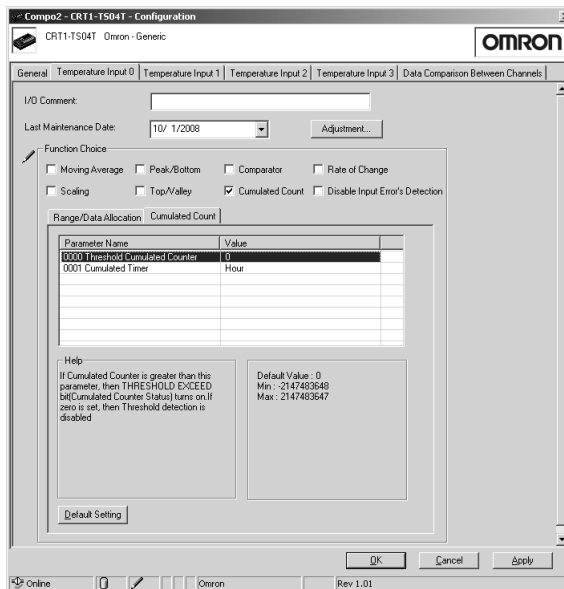 Compo2 - CRT1-TS04T - Configuration
CRT1-TS04T Omron - Generic
OMRON
General Temperature Input 0 Temperature Input 1 Temperature Input 2 Temperature Input 3 Data Comparison Between Channels
I/O Comment:
Last Maintenance Date: 10/ 1/2008 Adjustment...
Function Choice
Moving Average Peak/Bottom Comparator Rate of Change
Scaling Top/Valley Cumulated Count Disable Input Error's Detection
Range/Data Allocation Cumulated Count
Parameter Name Value
0000 Threshold Cumulated Counter 0
0001 Cumulated Timer Hour
Help
If Cumulated Counter is greater than this
parameter, then THRESHOLD EXCEED
bit(Cumulated Counter Status) turns on.If
zero is set, then Threshold detection is
disabled
Default Value : 0
Min : -2147483648
Max : 2147483647
Default Setting
OK Cancel Apply
Online Omron Rev 1.01